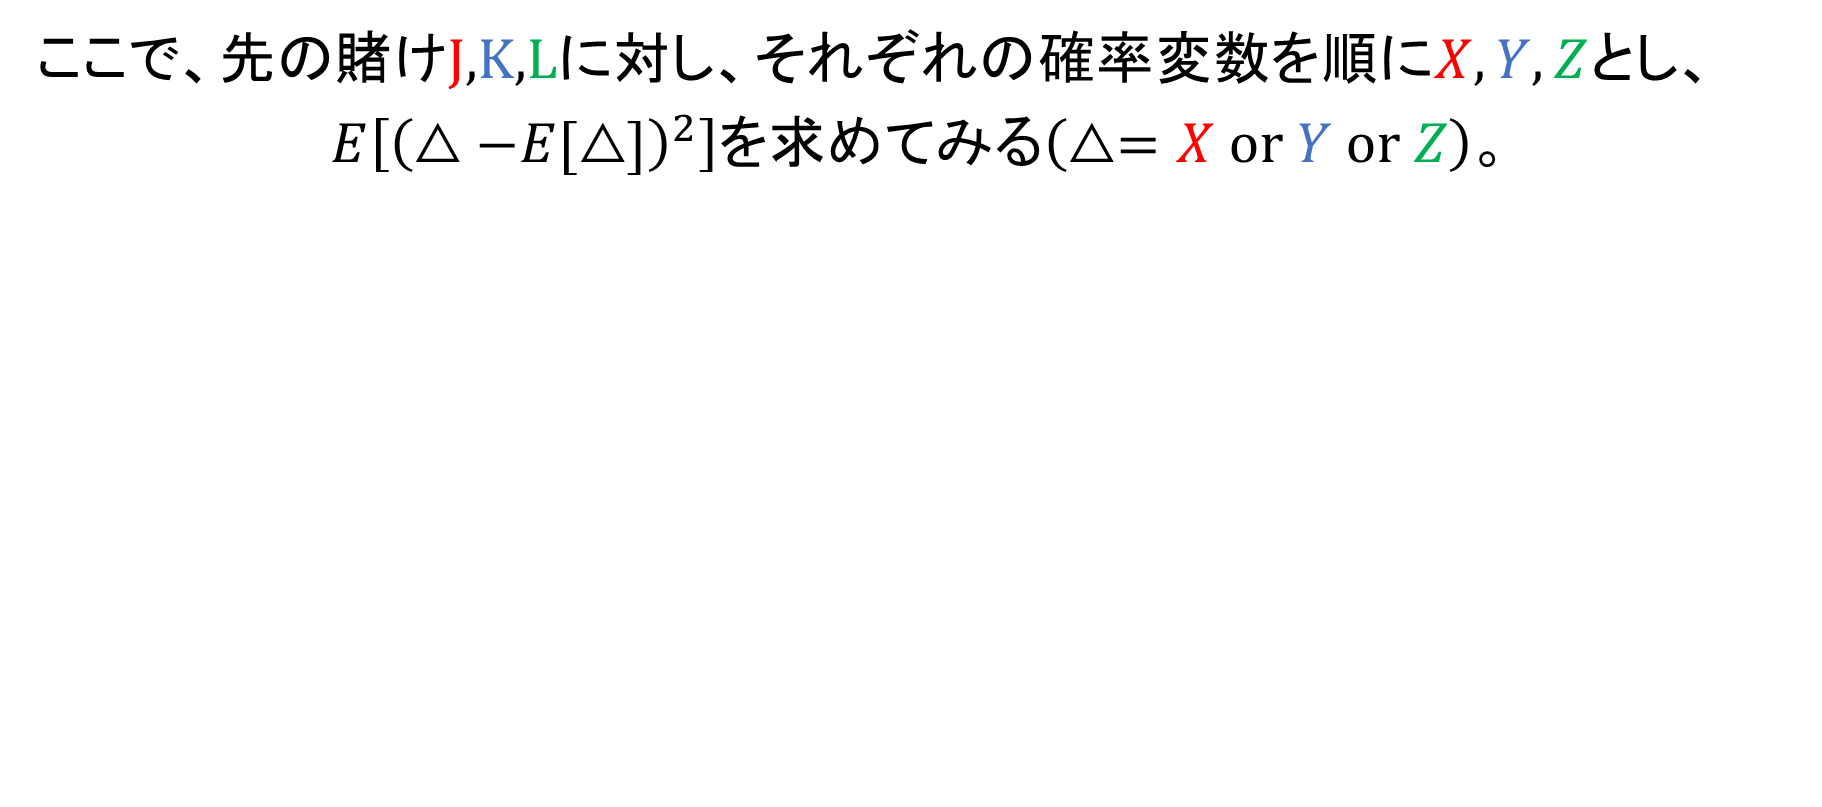 ここで、先の賭けJ,K,Lに対し、それぞれの確率変数を順にX, Y, Zとし、
E[(△ −E[△])²]を求めてみる(△= X or Y or Z)。